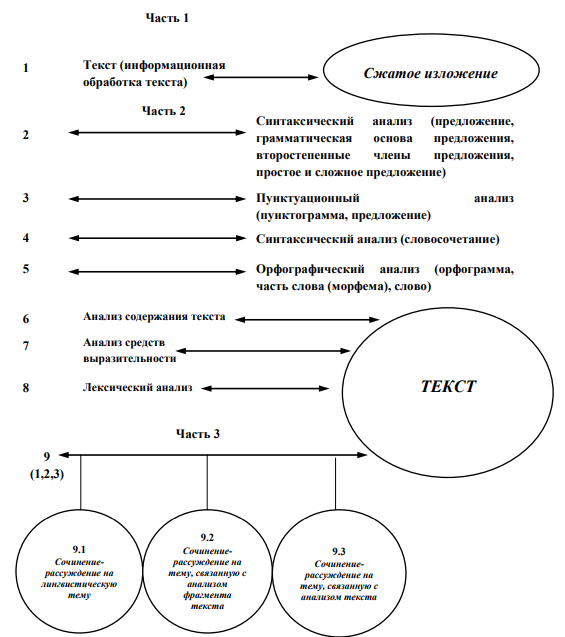 Часть 1
1
Текст (информационная
обработка текста)
Сжатое изложение
Часть 2
2
Синтаксический анализ (предложение,
грамматическая основа предложения,
второстепенные члены предложения,
простое и сложное предложение)
3
Пунктуационный анализ
(пунктограмма, предложение)
4
Синтаксический анализ (словосочетание)
5
Орфографический анализ (орфограмма,
часть слова (морфема), слово)
6
Анализ содержания текста
7
Анализ средств
выразительности
8
Лексический анализ
ТЕКСТ
Часть 3
9
(1,2,3)
9.1
Сочинение-
рассуждение на
лингвистическую
тему
9.2
Сочинение-
рассуждение на
тему, связанную с
анализом
фрагмента
текста
9.3
Сочинение-
рассуждение на
тему, связанную с
анализом текста